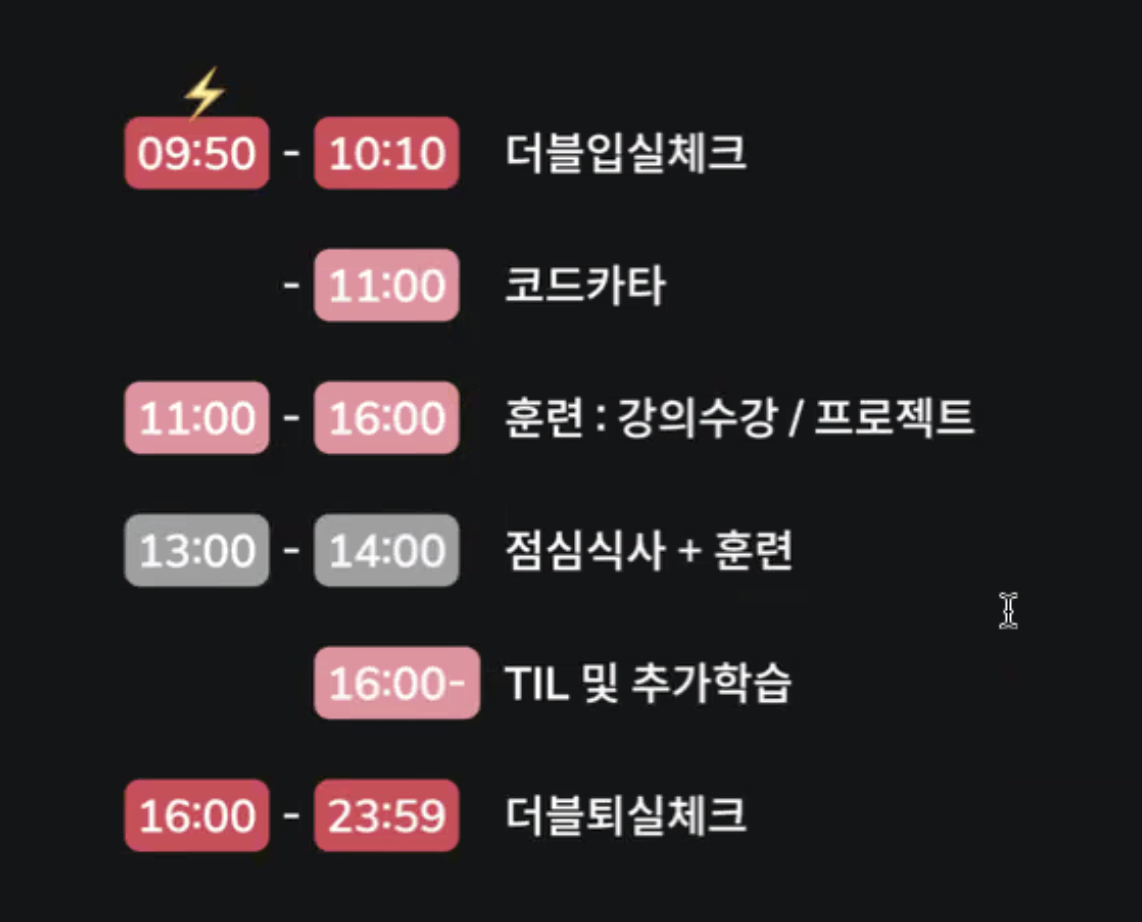 09:50 - 10:10 더블입실체크
- 11:00 코드카타
11:00 - 16:00 훈련 : 강의수강 / 프로젝트
13:00 - 14:00 점심식사 + 훈련
16:00- TIL 및 추가학습
16:00 - 23:59 더블퇴실체크